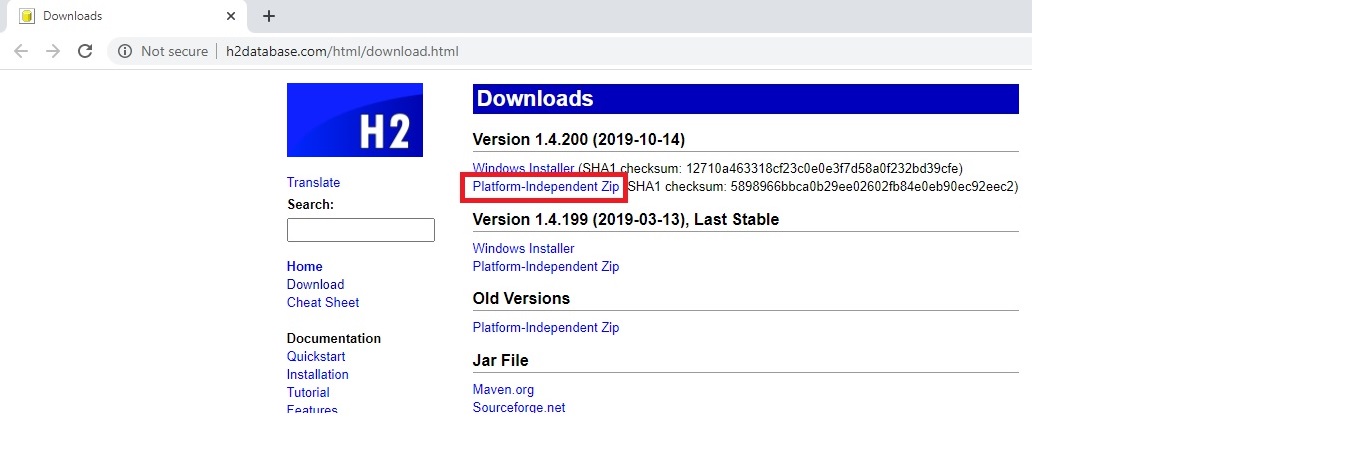 Downloads
Not secure | h2database.com/html/download.html
H2
Translate
Search:
Home
Download
Cheat Sheet
Documentation
Quickstart
Installation
Tutorial
Features
Downloads
Version 1.4.200 (2019-10-14)
Windows Installer (SHA1 checksum: 12710a463318cf23c0e0e3f7d58a0f232bd39cfe)
Platform-Independent Zip (SHA1 checksum: 5898966bbca0b29ee02602fb84e0eb90ec92eec2)
Version 1.4.199 (2019-03-13), Last Stable
Windows Installer
Platform-Independent Zip
Old Versions
Platform-Independent Zip
Jar File
Maven.org
Sourceforge.net